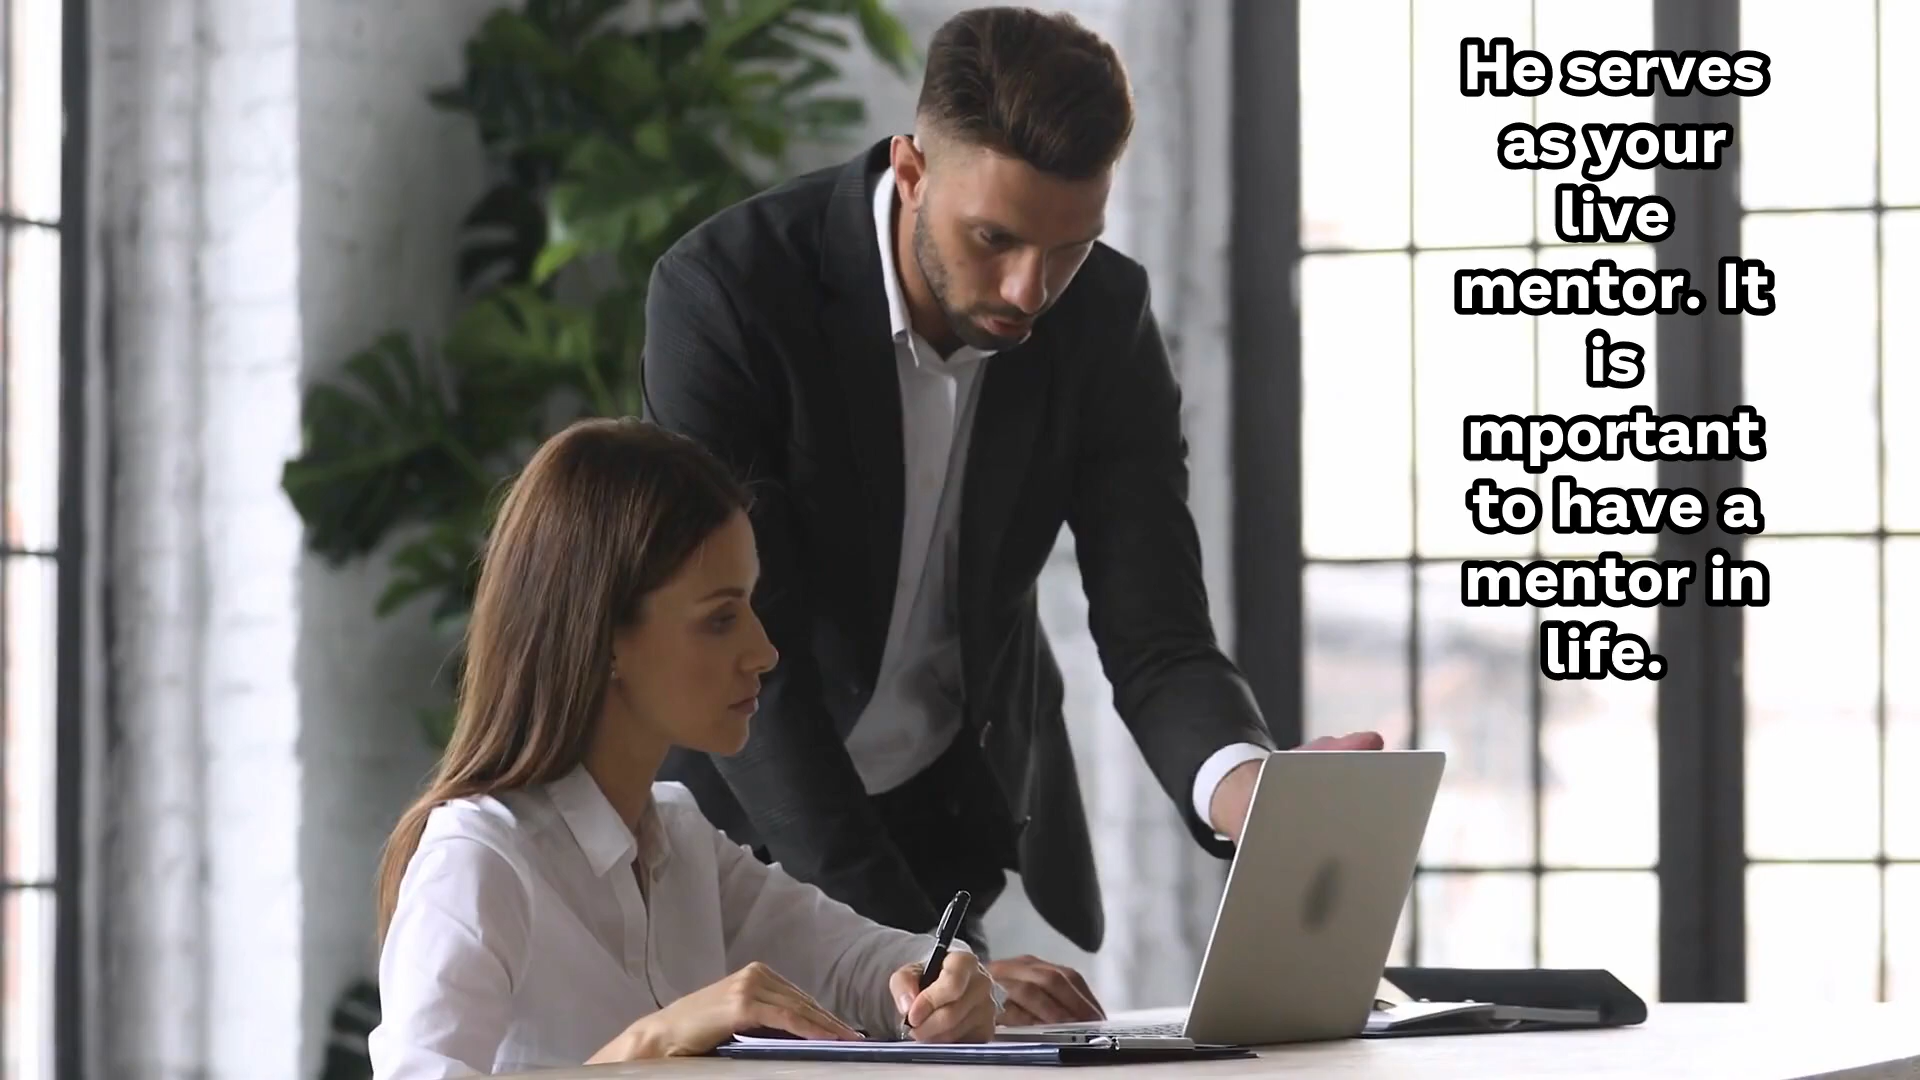 He serves
as your
live
mentor. It
is
mportant
to have a
mentor in
life.